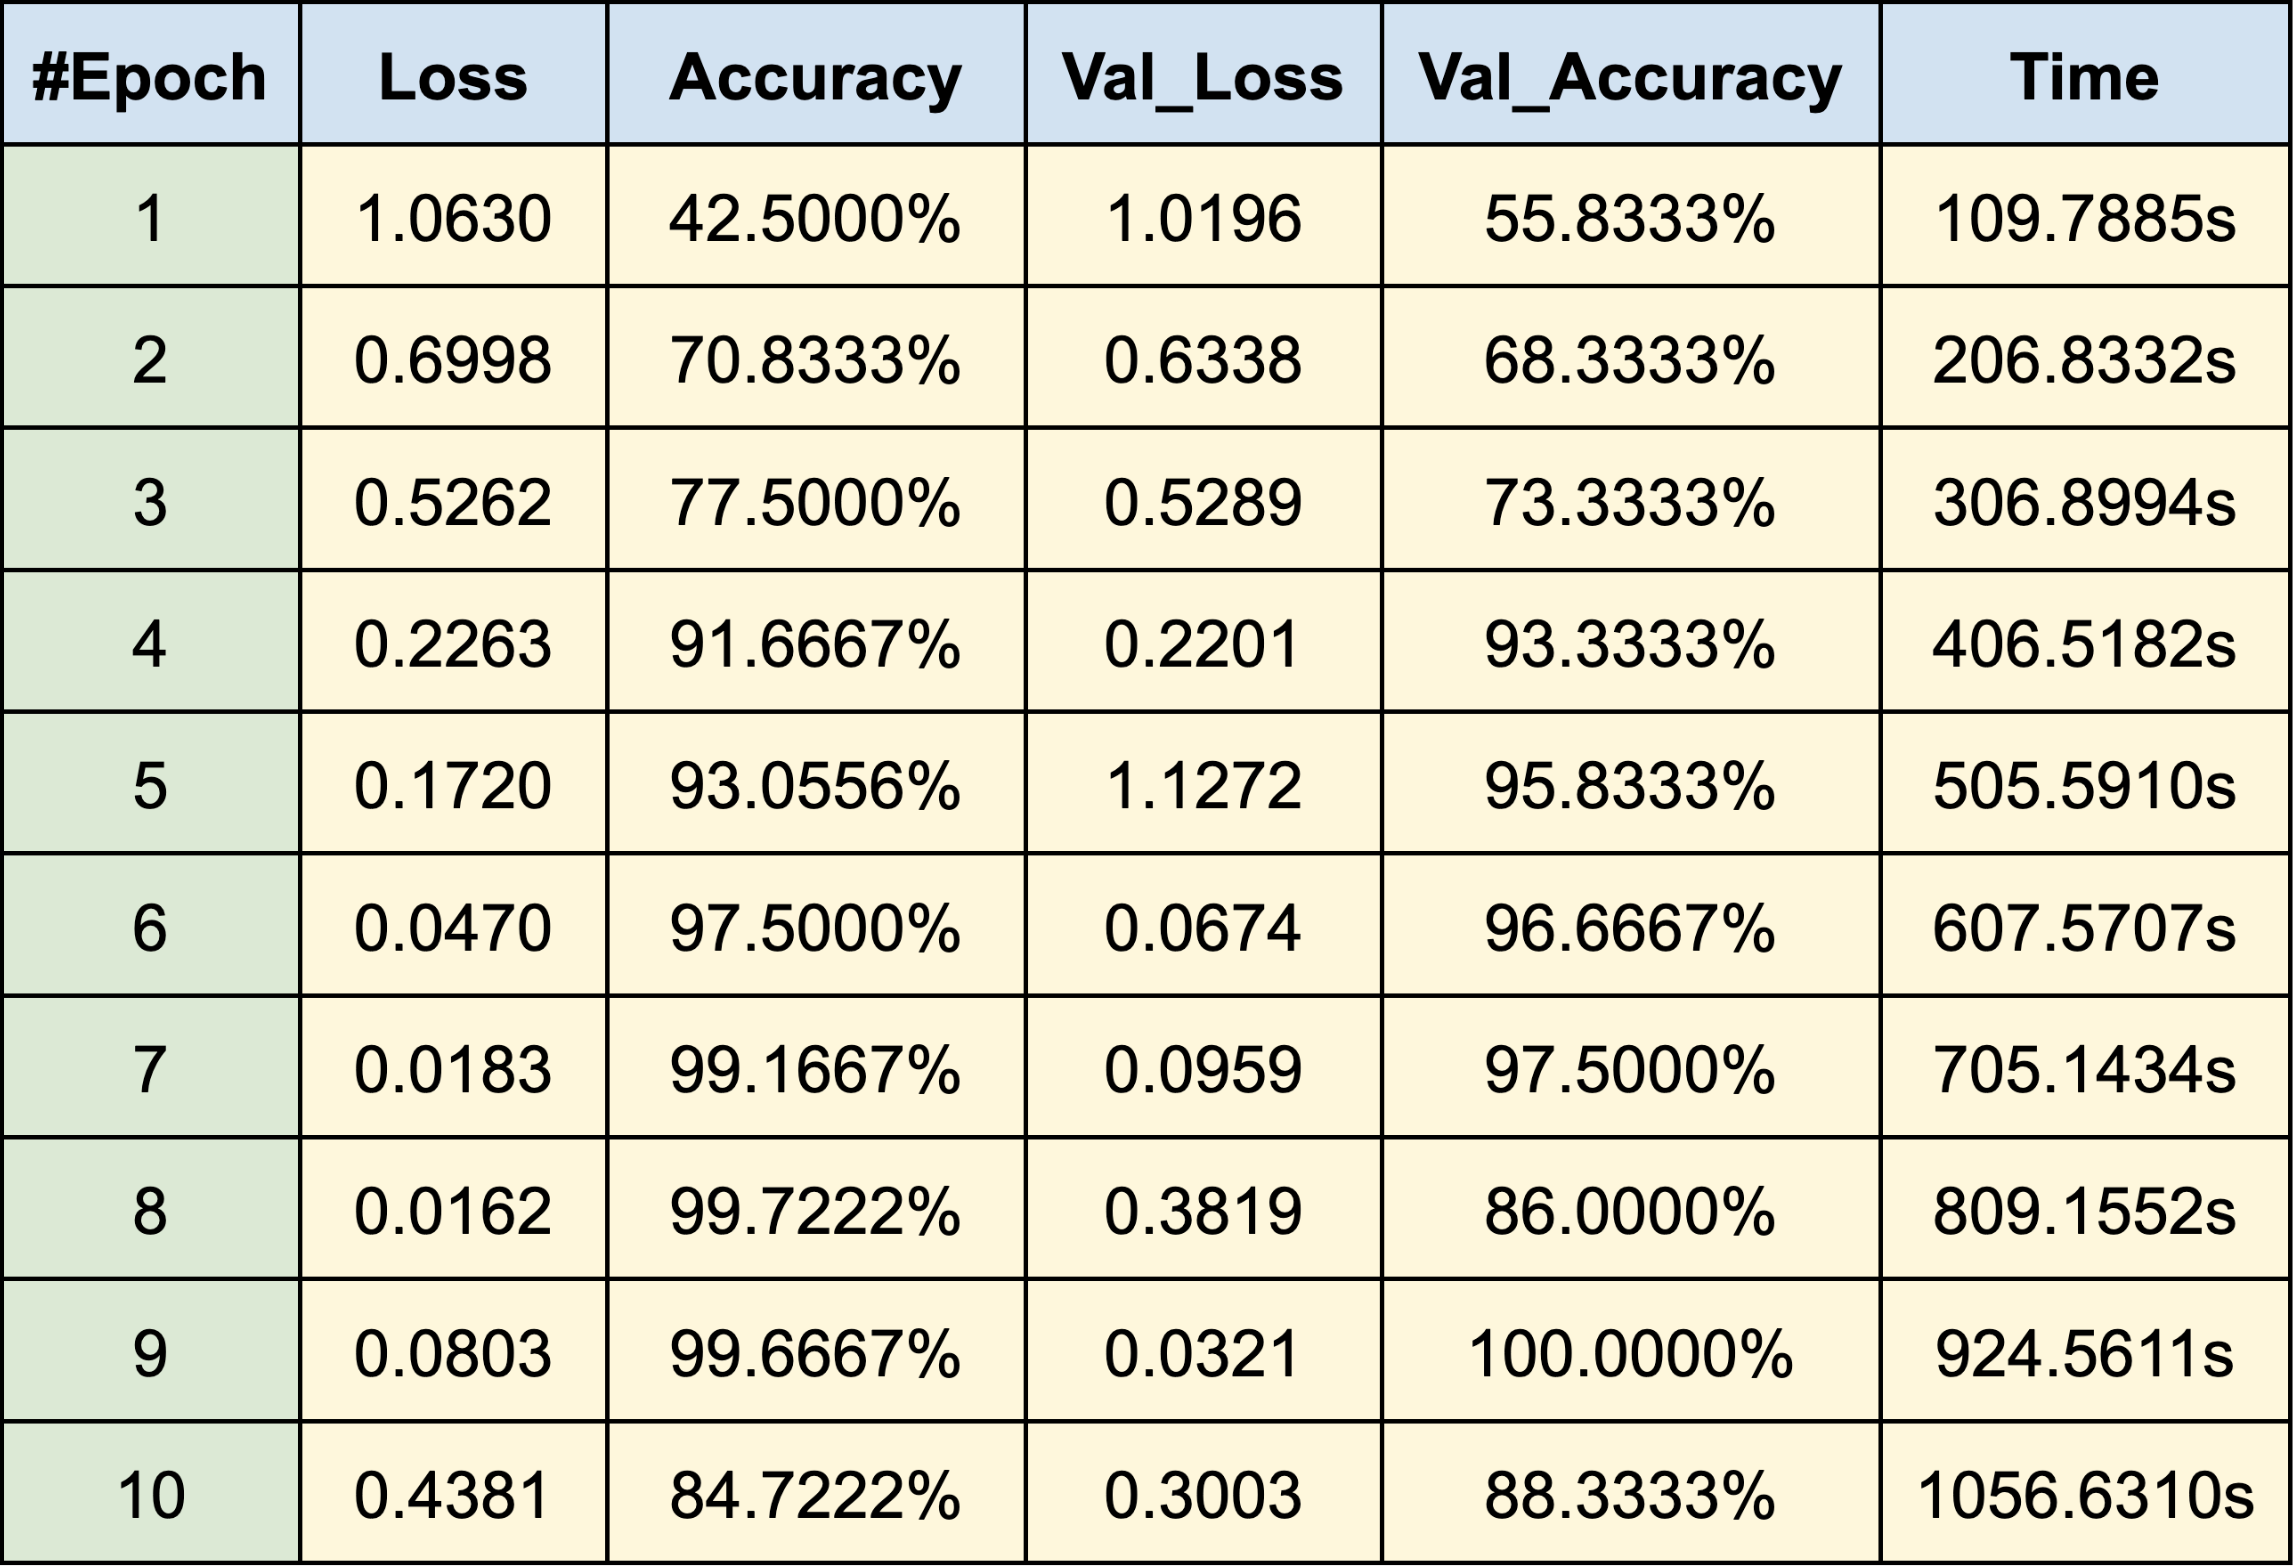 #Epoch Loss Accuracy Val_Loss Val_Accuracy Time
1 1.0630 42.5000% 1.0196 55.8333% 109.7885s
2 0.6998 70.8333% 0.6338 68.3333% 206.8332s
3 0.5262 77.5000% 0.5289 73.3333% 306.8994s
4 0.2263 91.6667% 0.2201 93.3333% 406.5182s
5 0.1720 93.0556% 1.1272 95.8333% 505.5910s
6 0.0470 97.5000% 0.0674 96.6667% 607.5707s
7 0.0183 99.1667% 0.0959 97.5000% 705.1434s
8 0.0162 99.7222% 0.3819 86.0000% 809.1552s
9 0.0803 99.6667% 0.0321 100.0000% 924.5611s
10 0.4381 84.7222% 0.3003 88.3333% 1056.6310s